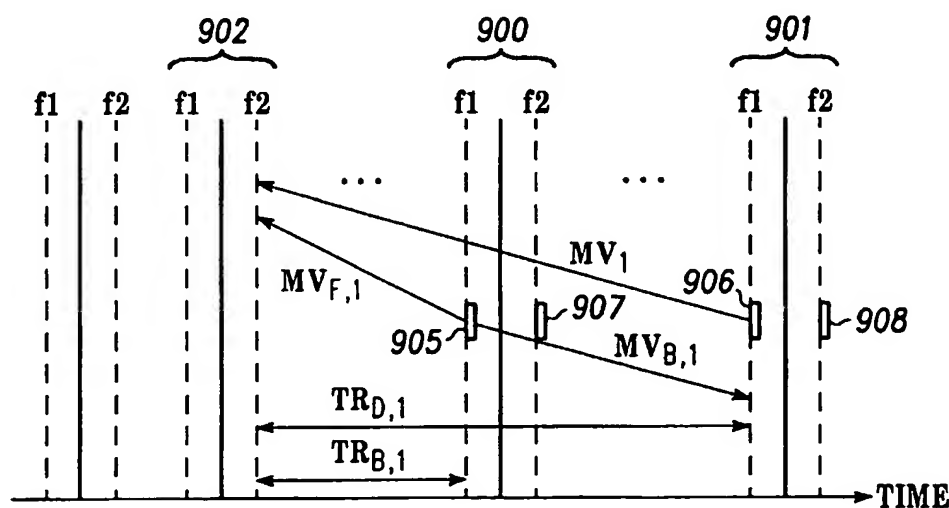 902 900 901
f1 f2 f1 f2 f1 f2 f1 f2
... ...
MV1
MVF,1
906
907
905
908
MVB,1
TRD,1
TRB,1
TIME